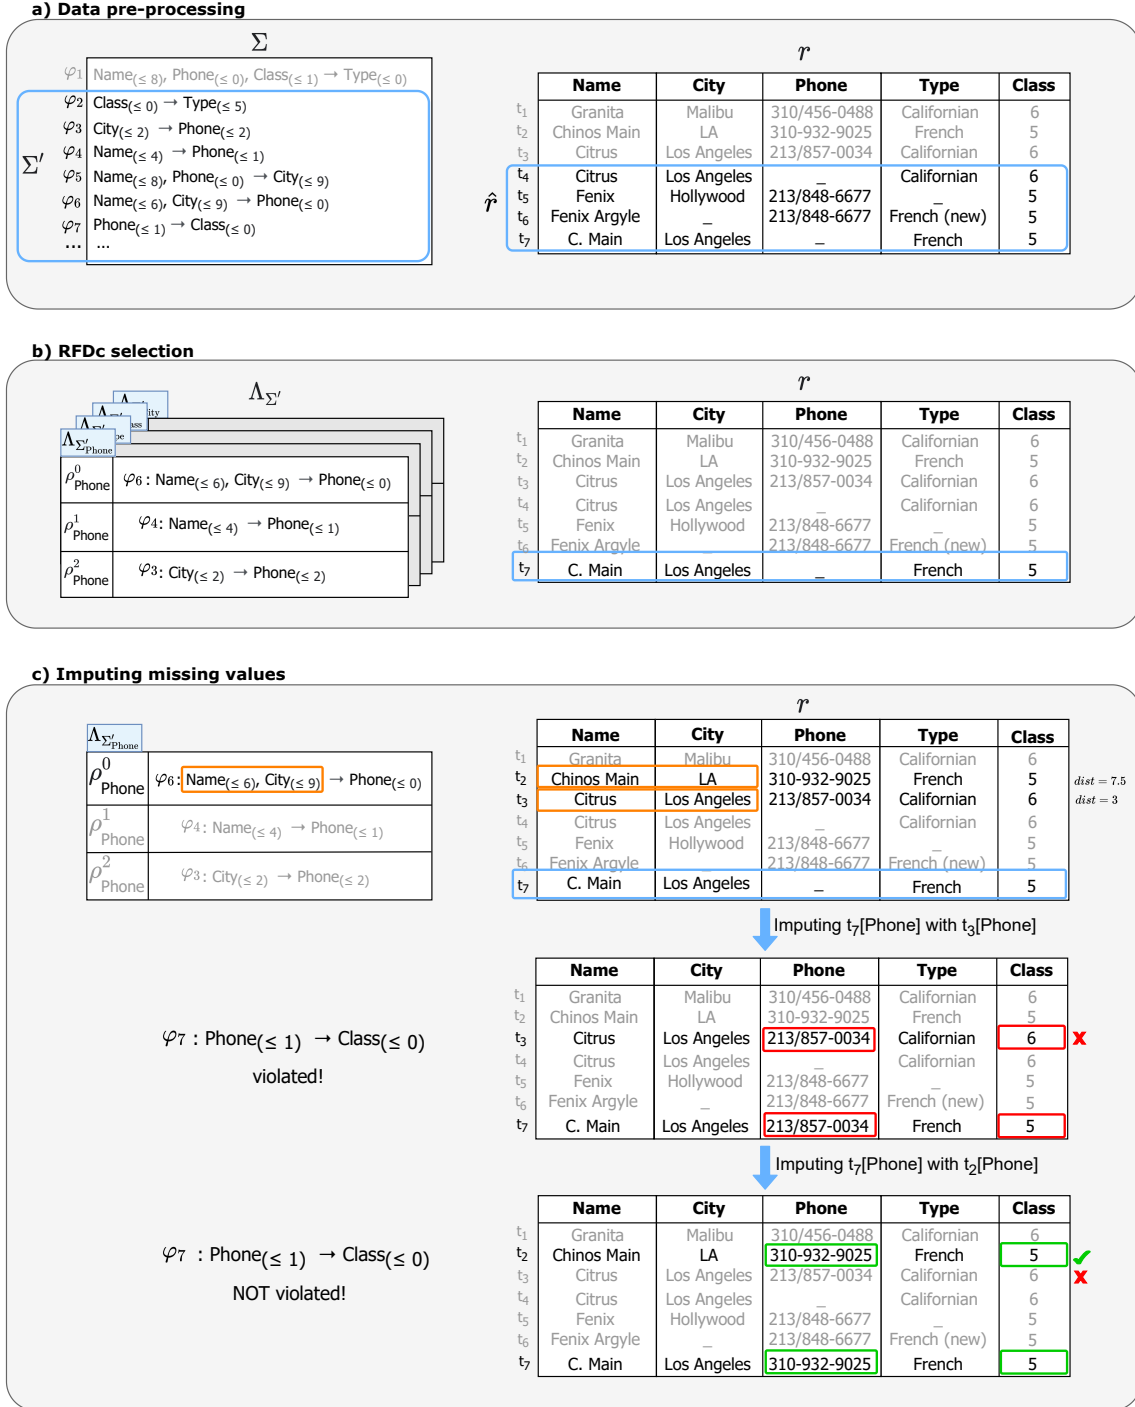 a) Data pre-processing
Σ
φ1 Name(≤ 8), Phone(≤ 0), Class(≤ 1) → Type(≤ 0)
φ2 Class(≤ 0) → Type(≤ 5)
φ3 City(≤ 2) → Phone(≤ 2)
φ4 Name(≤ 4) → Phone(≤ 1)
Σ′
φ5 Name(≤ 8), Phone(≤ 0) → City(≤ 9)
φ6 Name(≤ 6), City(≤ 9) → Phone(≤ 0)
φ7 Phone(≤ 1) → Class(≤ 0)
... ...
r
Name City Phone Type Class
t1 Granita Malibu 310/456-0488 Californian 6
t2 Chinos Main LA 310-932-9025 French 5
t3 Citrus Los Angeles 213/857-0034 Californian 6
r̂
t4 Citrus Los Angeles _ Californian 6
t5 Fenix Hollywood 213/848-6677 _ 5
t6 Fenix Argyle _ 213/848-6677 French (new) 5
t7 C. Main Los Angeles _ French 5
b) RFDc selection
ΛΣ′
ΛΣ′Phone
ρ0Phone φ6: Name(≤ 6), City(≤ 9) → Phone(≤ 0)
ρ1Phone φ4: Name(≤ 4) → Phone(≤ 1)
ρ2Phone φ3: City(≤ 2) → Phone(≤ 2)
r
Name City Phone Type Class
t1 Granita Malibu 310/456-0488 Californian 6
t2 Chinos Main LA 310-932-9025 French 5
t3 Citrus Los Angeles 213/857-0034 Californian 6
t4 Citrus Los Angeles _ Californian 6
t5 Fenix Hollywood 213/848-6677 _ 5
t6 Fenix Argyle _ 213/848-6677 French (new) 5
t7 C. Main Los Angeles _ French 5
c) Imputing missing values
ΛΣ′Phone
ρ0Phone φ6: Name(≤ 6), City(≤ 9) → Phone(≤ 0)
ρ1Phone φ4: Name(≤ 4) → Phone(≤ 1)
ρ2Phone φ3: City(≤ 2) → Phone(≤ 2)
r
Name City Phone Type Class
t1 Granita Malibu 310/456-0488 Californian 6
t2 Chinos Main LA 310-932-9025 French 5 dist = 7.5
t3 Citrus Los Angeles 213/857-0034 Californian 6 dist = 3
t4 Citrus Los Angeles _ Californian 6
t5 Fenix Hollywood 213/848-6677 _ 5
t6 Fenix Argyle _ 213/848-6677 French (new) 5
t7 C. Main Los Angeles _ French 5
Imputing t7[Phone] with t3[Phone]
φ7 : Phone(≤ 1) → Class(≤ 0)
violated!
Name City Phone Type Class
t1 Granita Malibu 310/456-0488 Californian 6
t2 Chinos Main LA 310-932-9025 French 5
t3 Citrus Los Angeles 213/857-0034 Californian 6 X
t4 Citrus Los Angeles _ Californian 6
t5 Fenix Hollywood 213/848-6677 _ 5
t6 Fenix Argyle _ 213/848-6677 French (new) 5
t7 C. Main Los Angeles 213/857-0034 French 5
Imputing t7[Phone] with t2[Phone]
φ7 : Phone(≤ 1) → Class(≤ 0)
NOT violated!
Name City Phone Type Class
t1 Granita Malibu 310/456-0488 Californian 6
t2 Chinos Main LA 310-932-9025 French 5 ✓
t3 Citrus Los Angeles 213/857-0034 Californian 6 X
t4 Citrus Los Angeles _ Californian 6
t5 Fenix Hollywood 213/848-6677 _ 5
t6 Fenix Argyle _ 213/848-6677 French (new) 5
t7 C. Main Los Angeles 310-932-9025 French 5